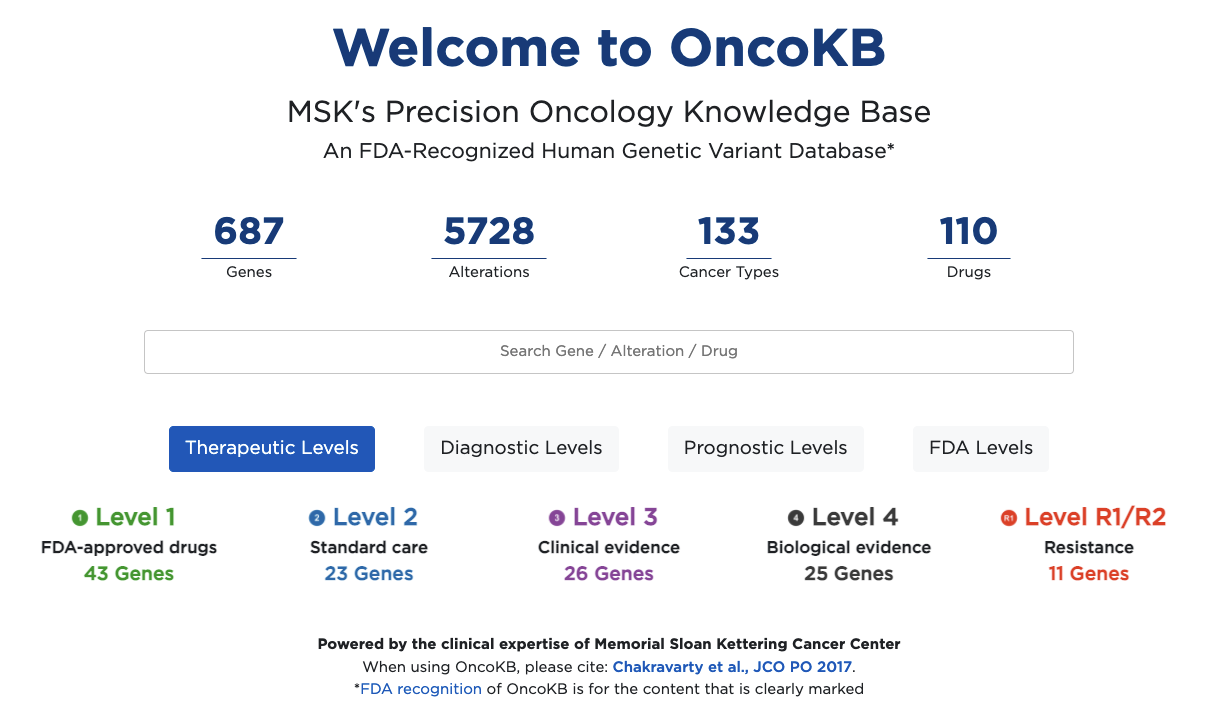 Welcome to OncoKB
MSK's Precision Oncology Knowledge Base
An FDA-Recognized Human Genetic Variant Database*
687
Genes
5728
Alterations
133
Cancer Types
110
Drugs
Search Gene / Alteration / Drug
Therapeutic Levels
Diagnostic Levels
Prognostic Levels
FDA Levels
1 Level 1
FDA-approved drugs
43 Genes
2 Level 2
Standard care
23 Genes
3 Level 3
Clinical evidence
26 Genes
4 Level 4
Biological evidence
25 Genes
R1 Level R1/R2
Resistance
11 Genes
Powered by the clinical expertise of Memorial Sloan Kettering Cancer Center
When using OncoKB, please cite: Chakravarty et al., JCO PO 2017.
*FDA recognition of OncoKB is for the content that is clearly marked